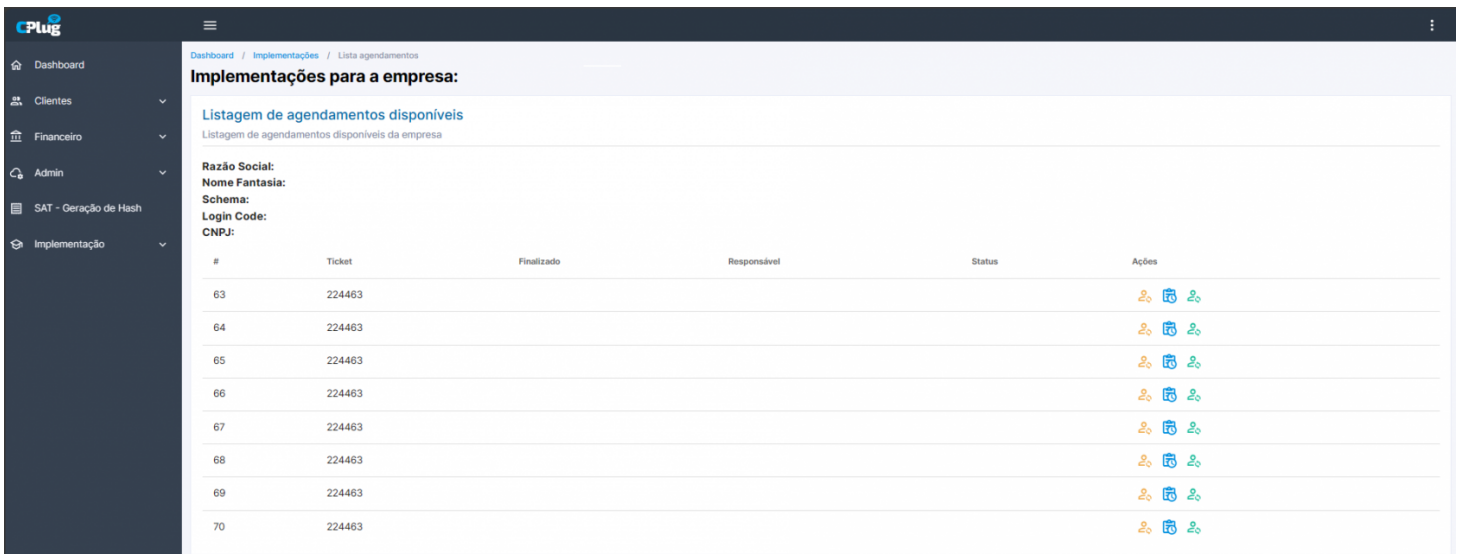 CPlug
Dashboard
Clientes
Financeiro
Admin
SAT - Geração de Hash
Implementação
Dashboard / Implementações / Lista agendamentos
Implementações para a empresa:
Listagem de agendamentos disponíveis
Listagem de agendamentos disponíveis da empresa
Razão Social:
Nome Fantasia:
Schema:
Login Code:
CNPJ:
# Ticket Finalizado Responsável Status Ações
63 224463
64 224463
65 224463
66 224463
67 224463
68 224463
69 224463
70 224463